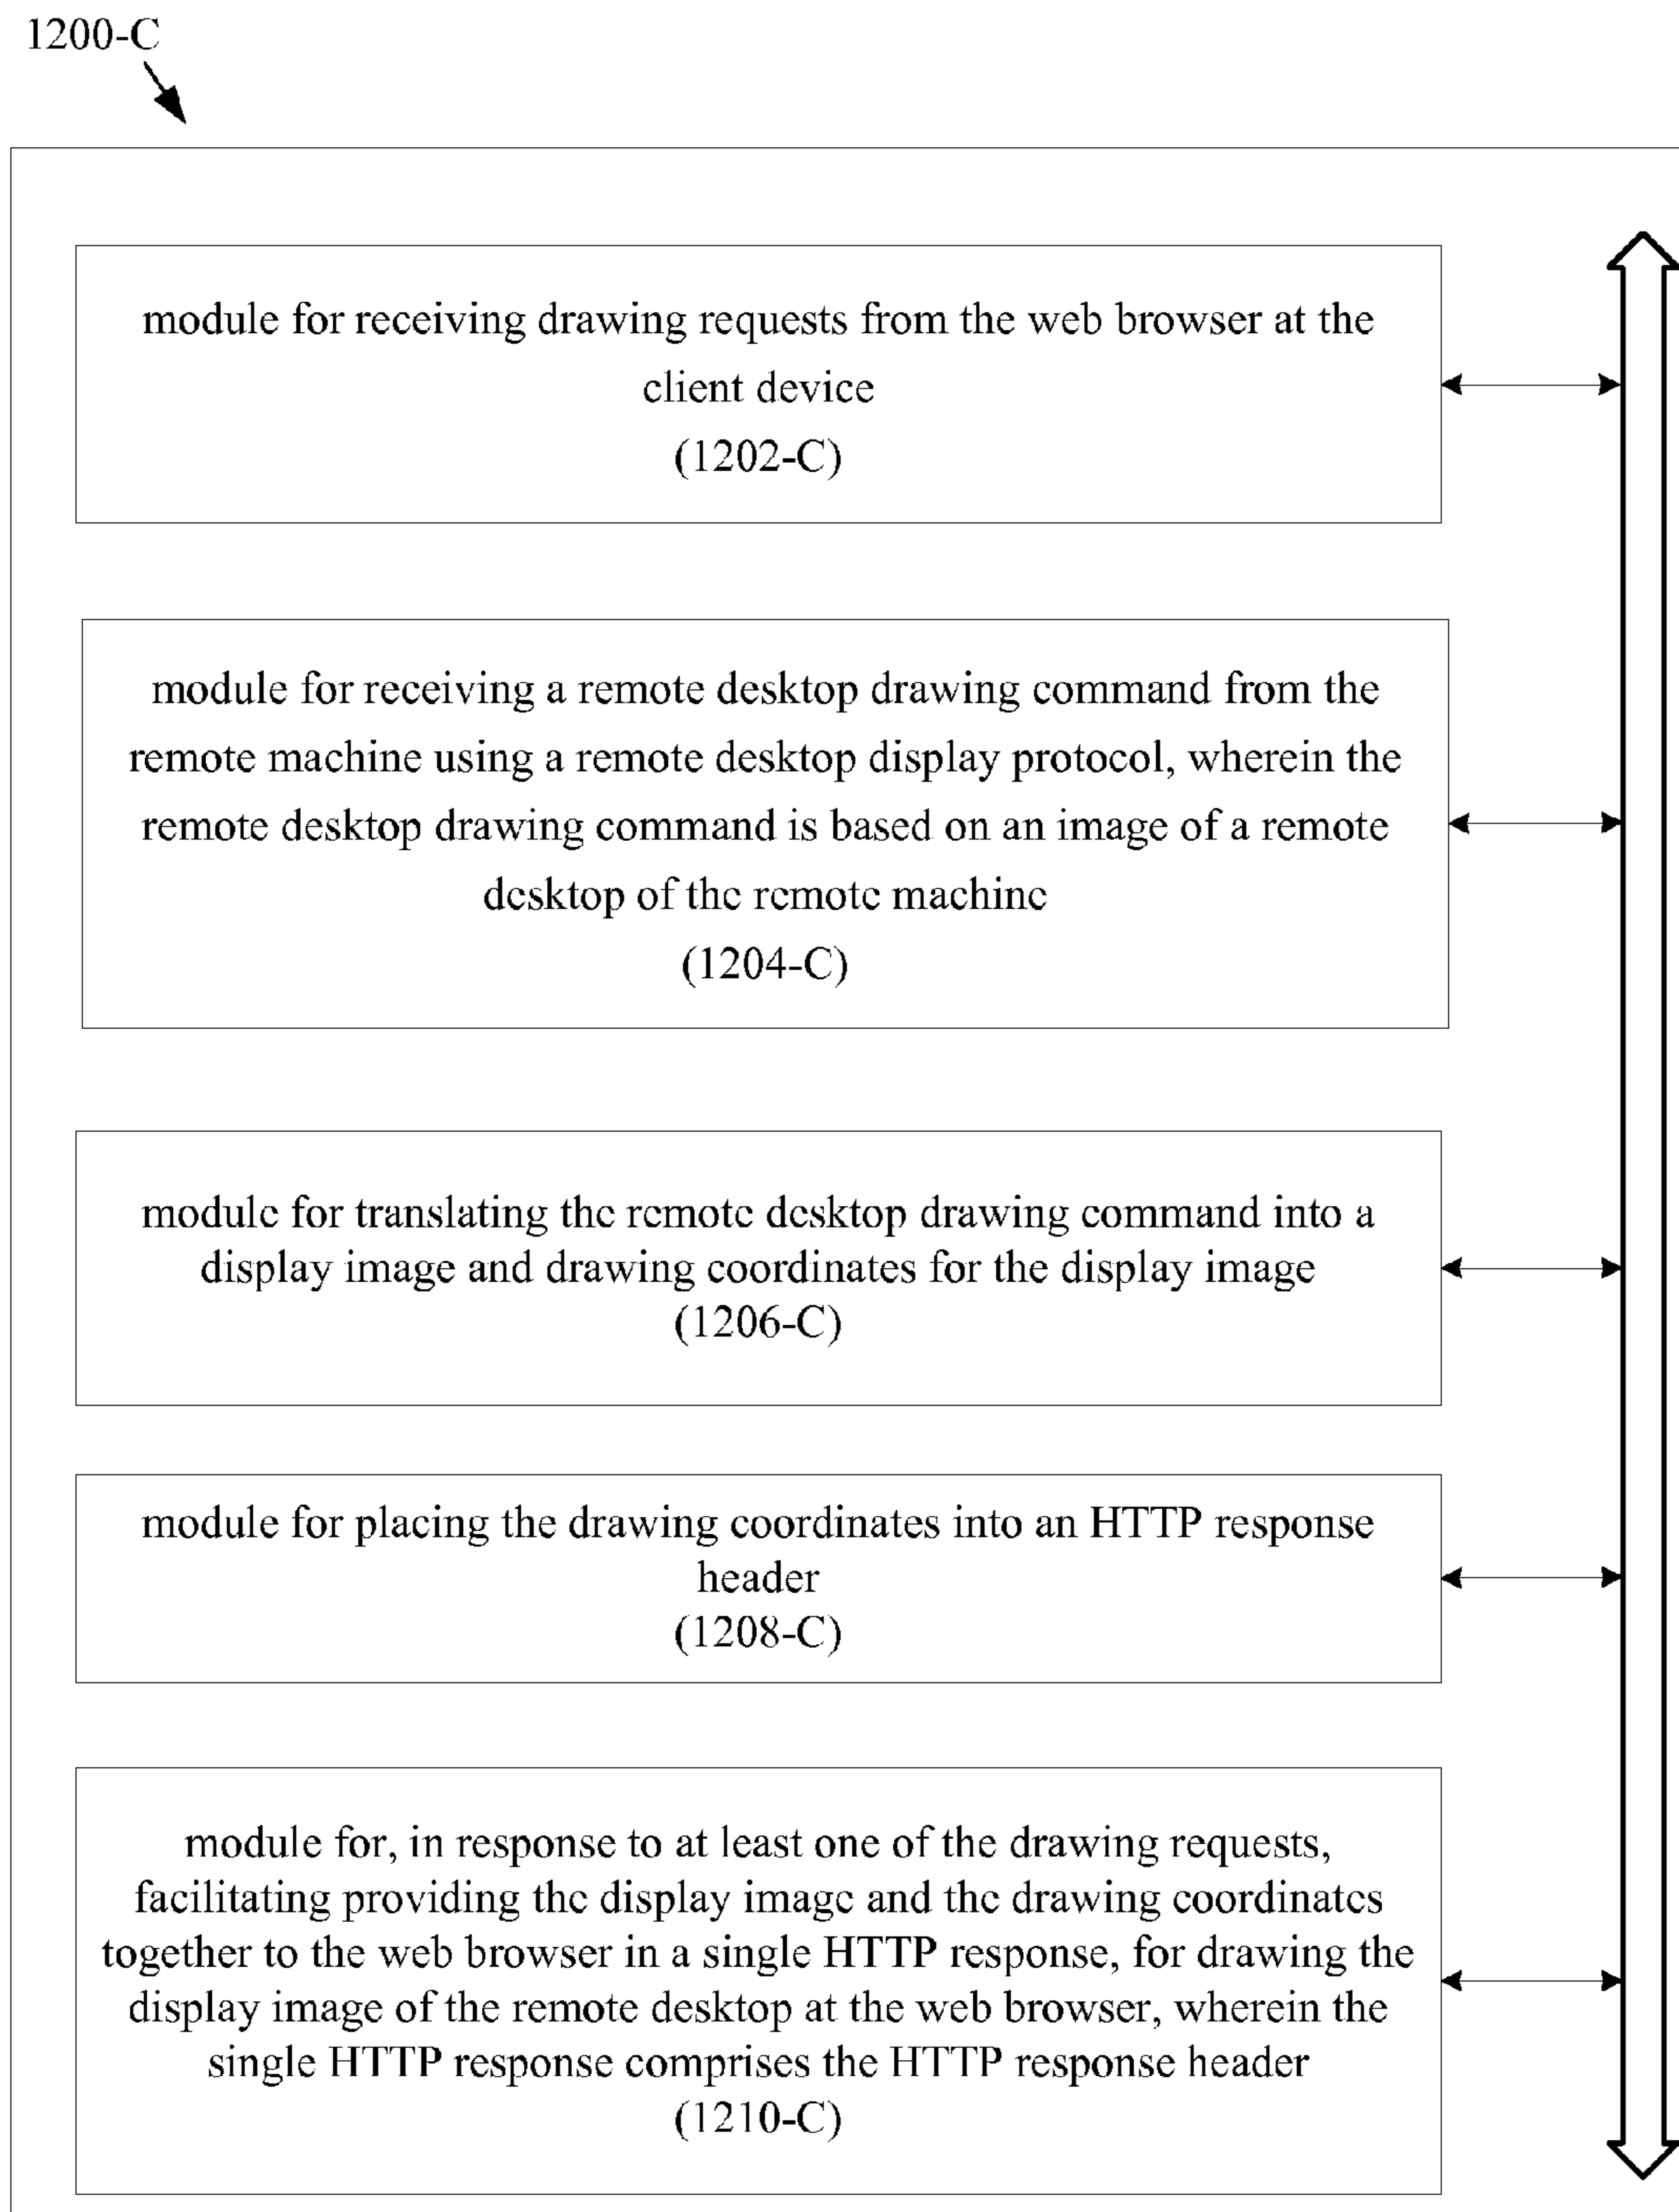 1200-C
module for receiving drawing requests from the web browser at the
client device
(1202-C)
module for receiving a remote desktop drawing command from the
remote machine using a remote desktop display protocol, wherein the
remote desktop drawing command is based on an image of a remote
desktop of the remote machine
(1204-C)
module for translating the remote desktop drawing command into a
display image and drawing coordinates for the display image
(1206-C)
module for placing the drawing coordinates into an HTTP response
header
(1208-C)
module for, in response to at least one of the drawing requests,
facilitating providing the display image and the drawing coordinates
together to the web browser in a single HTTP response, for drawing the
display image of the remote desktop at the web browser, wherein the
single HTTP response comprises the HTTP response header
(1210-C)